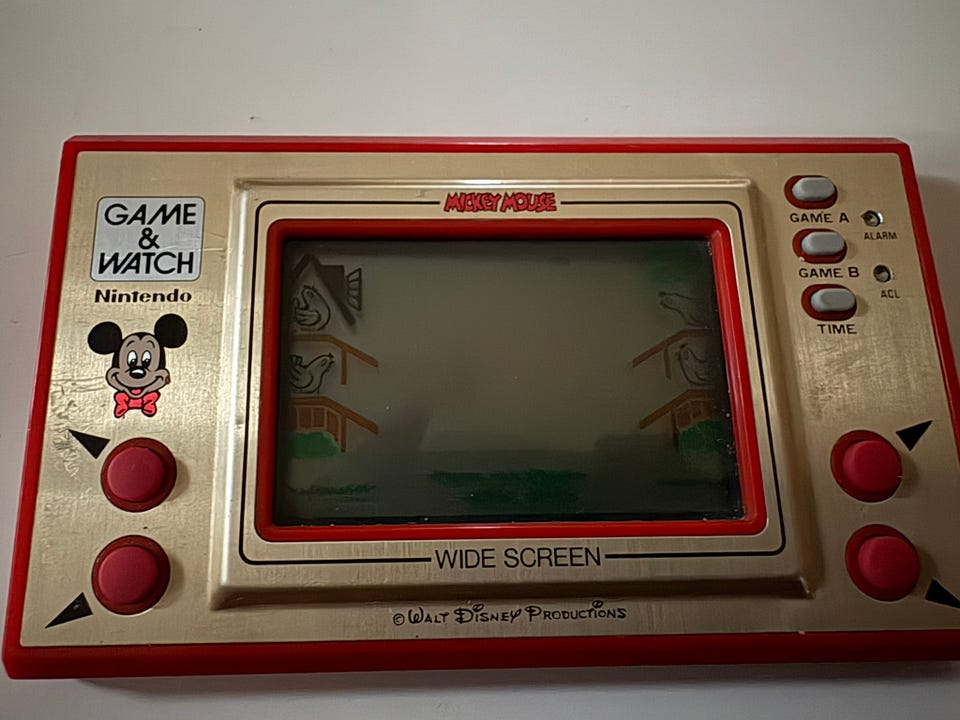 GAME
&
WATCH
Nintendo
MICKEY MOUSE
GAME A
ALARM
GAME B
ACL
TIME
WIDE SCREEN
© WALT DISNEY PRODUCTIONS